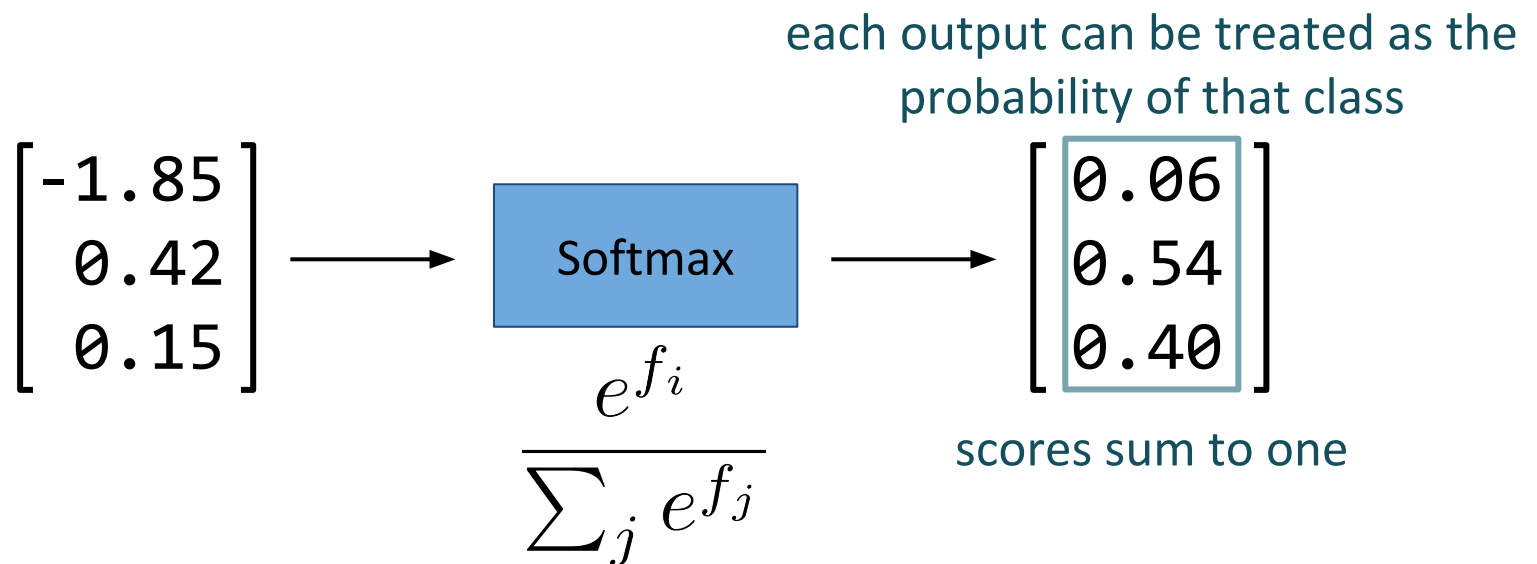 each output can be treated as the
probability of that class
-1.85
0.42
0.15
Softmax
e^{f_i}
∑_j e^{f_j}
0.06
0.54
0.40
scores sum to one